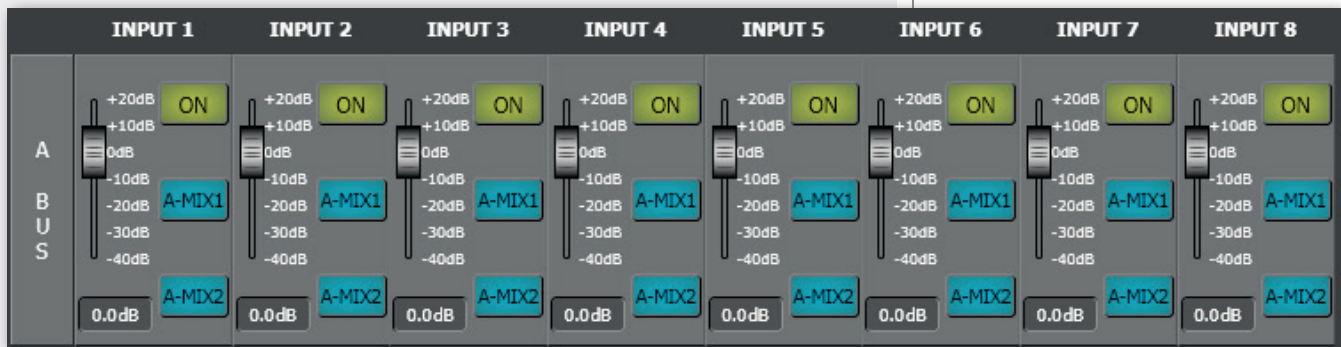 INPUT 1 INPUT 2 INPUT 3 INPUT 4 INPUT 5 INPUT 6 INPUT 7 INPUT 8
+20dB ON +20dB ON +20dB ON +20dB ON +20dB ON +20dB ON +20dB ON +20dB ON
+10dB +10dB +10dB +10dB +10dB +10dB +10dB +10dB
A BUS
0dB 0dB 0dB 0dB 0dB 0dB 0dB 0dB
-10dB -10dB -10dB -10dB -10dB -10dB -10dB -10dB
-20dB A-MIX1 -20dB A-MIX1 -20dB A-MIX1 -20dB A-MIX1 -20dB A-MIX1 -20dB A-MIX1 -20dB A-MIX1 -20dB A-MIX1
-30dB -30dB -30dB -30dB -30dB -30dB -30dB -30dB
-40dB -40dB -40dB -40dB -40dB -40dB -40dB -40dB
A-MIX2 A-MIX2 A-MIX2 A-MIX2 A-MIX2 A-MIX2 A-MIX2 A-MIX2
0.0dB 0.0dB 0.0dB 0.0dB 0.0dB 0.0dB 0.0dB 0.0dB